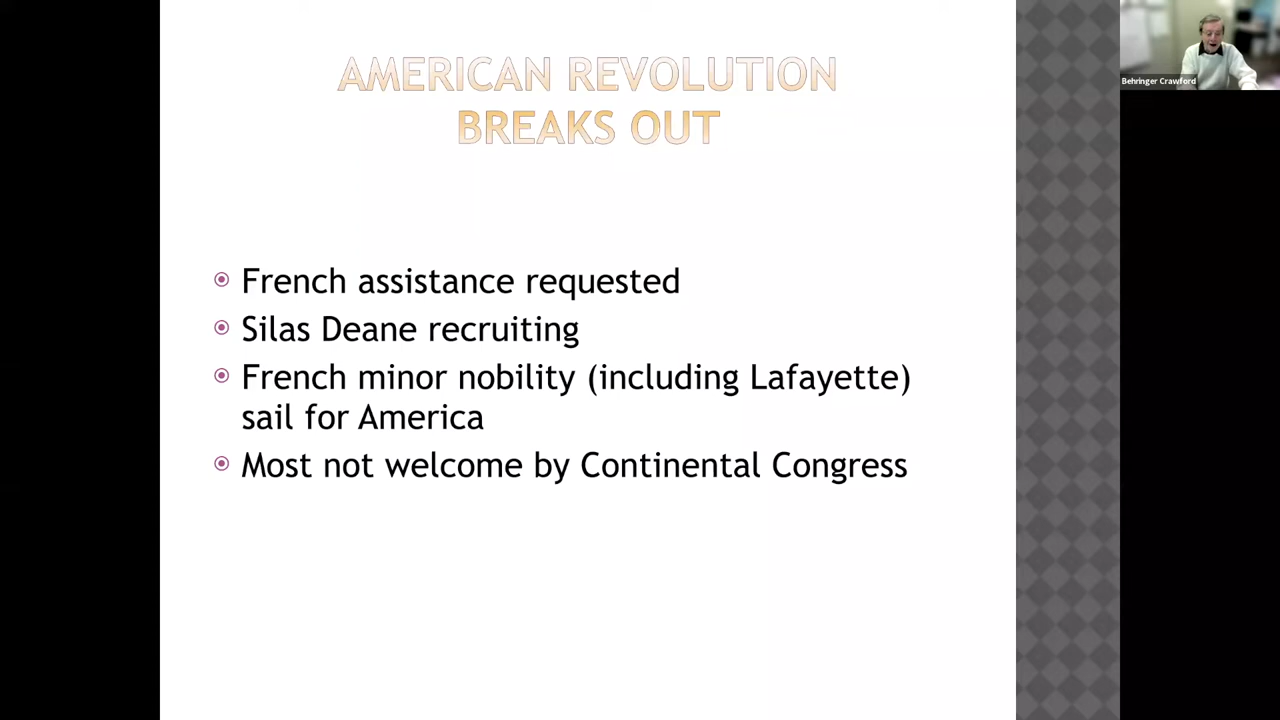 AMERICAN REVOLUTION
BREAKS OUT
French assistance requested
Silas Deane recruiting
French minor nobility (including Lafayette)
sail for America
Most not welcome by Continental Congress
Behringer Crawford